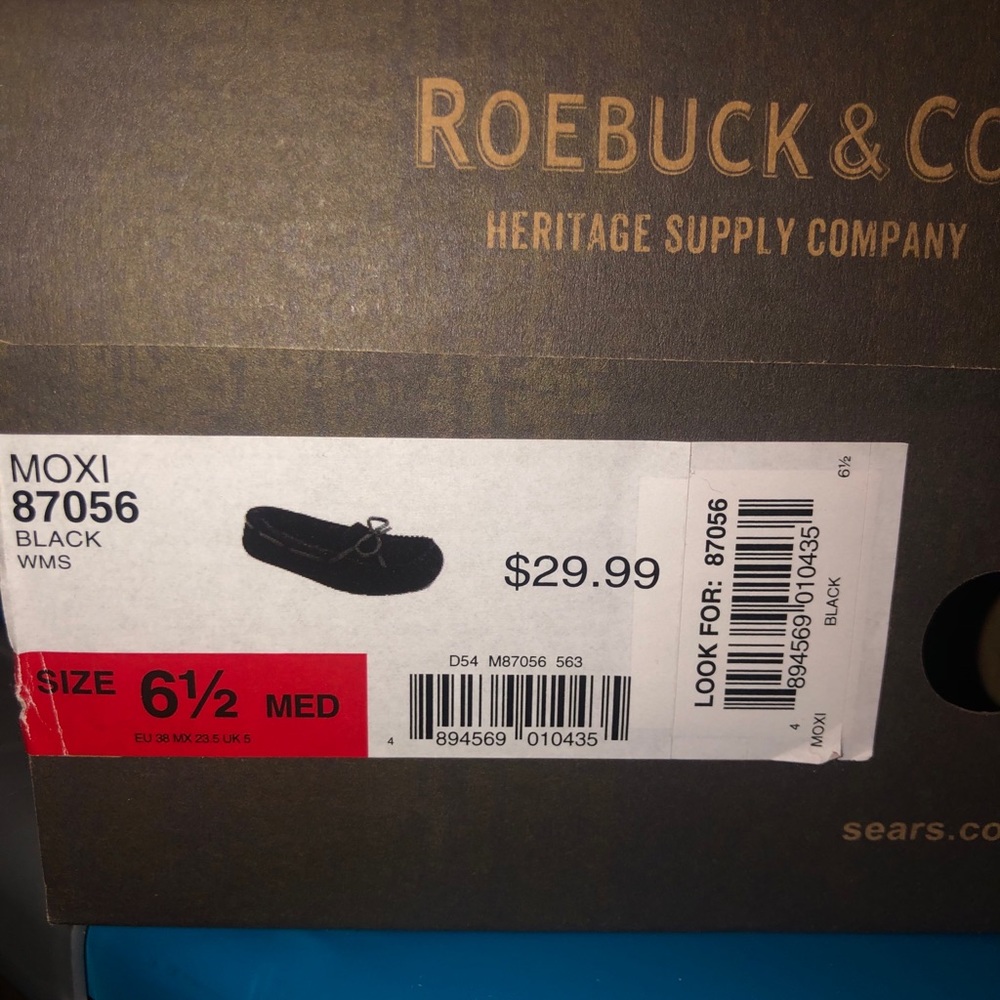 ROEBUCK & CO
HERITAGE SUPPLY COMPANY
MOXI
87056
BLACK
WMS
$29.99
SIZE 6½ MED
EU 38 MX 23.5 UK 5
D54 M87056 563
4 894569 010435
LOOK FOR: 87056
4 894569 010435
MOXI BLACK 6½
sears.co